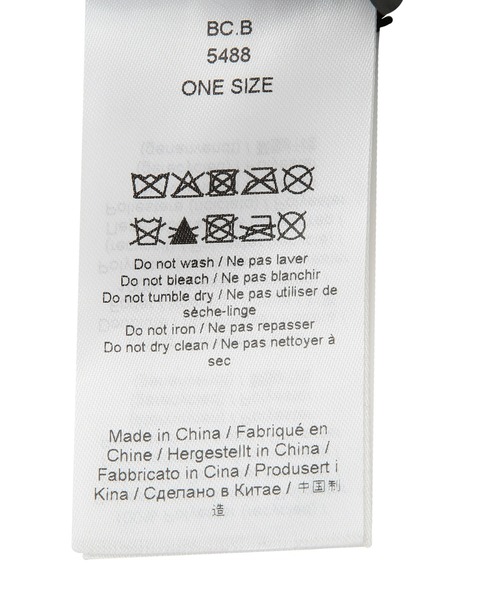 BC.B
5488
ONE SIZE
Do not wash / Ne pas laver
Do not bleach / Ne pas blanchir
Do not tumble dry / Ne pas utiliser de
sèche-linge
Do not iron / Ne pas repasser
Do not dry clean / Ne pas nettoyer à
sec
Made in China / Fabriqué en
Chine / Hergestellt in China /
Fabbricato in Cina / Produsert i
Kina / Сделано в Китае / 中国制
造